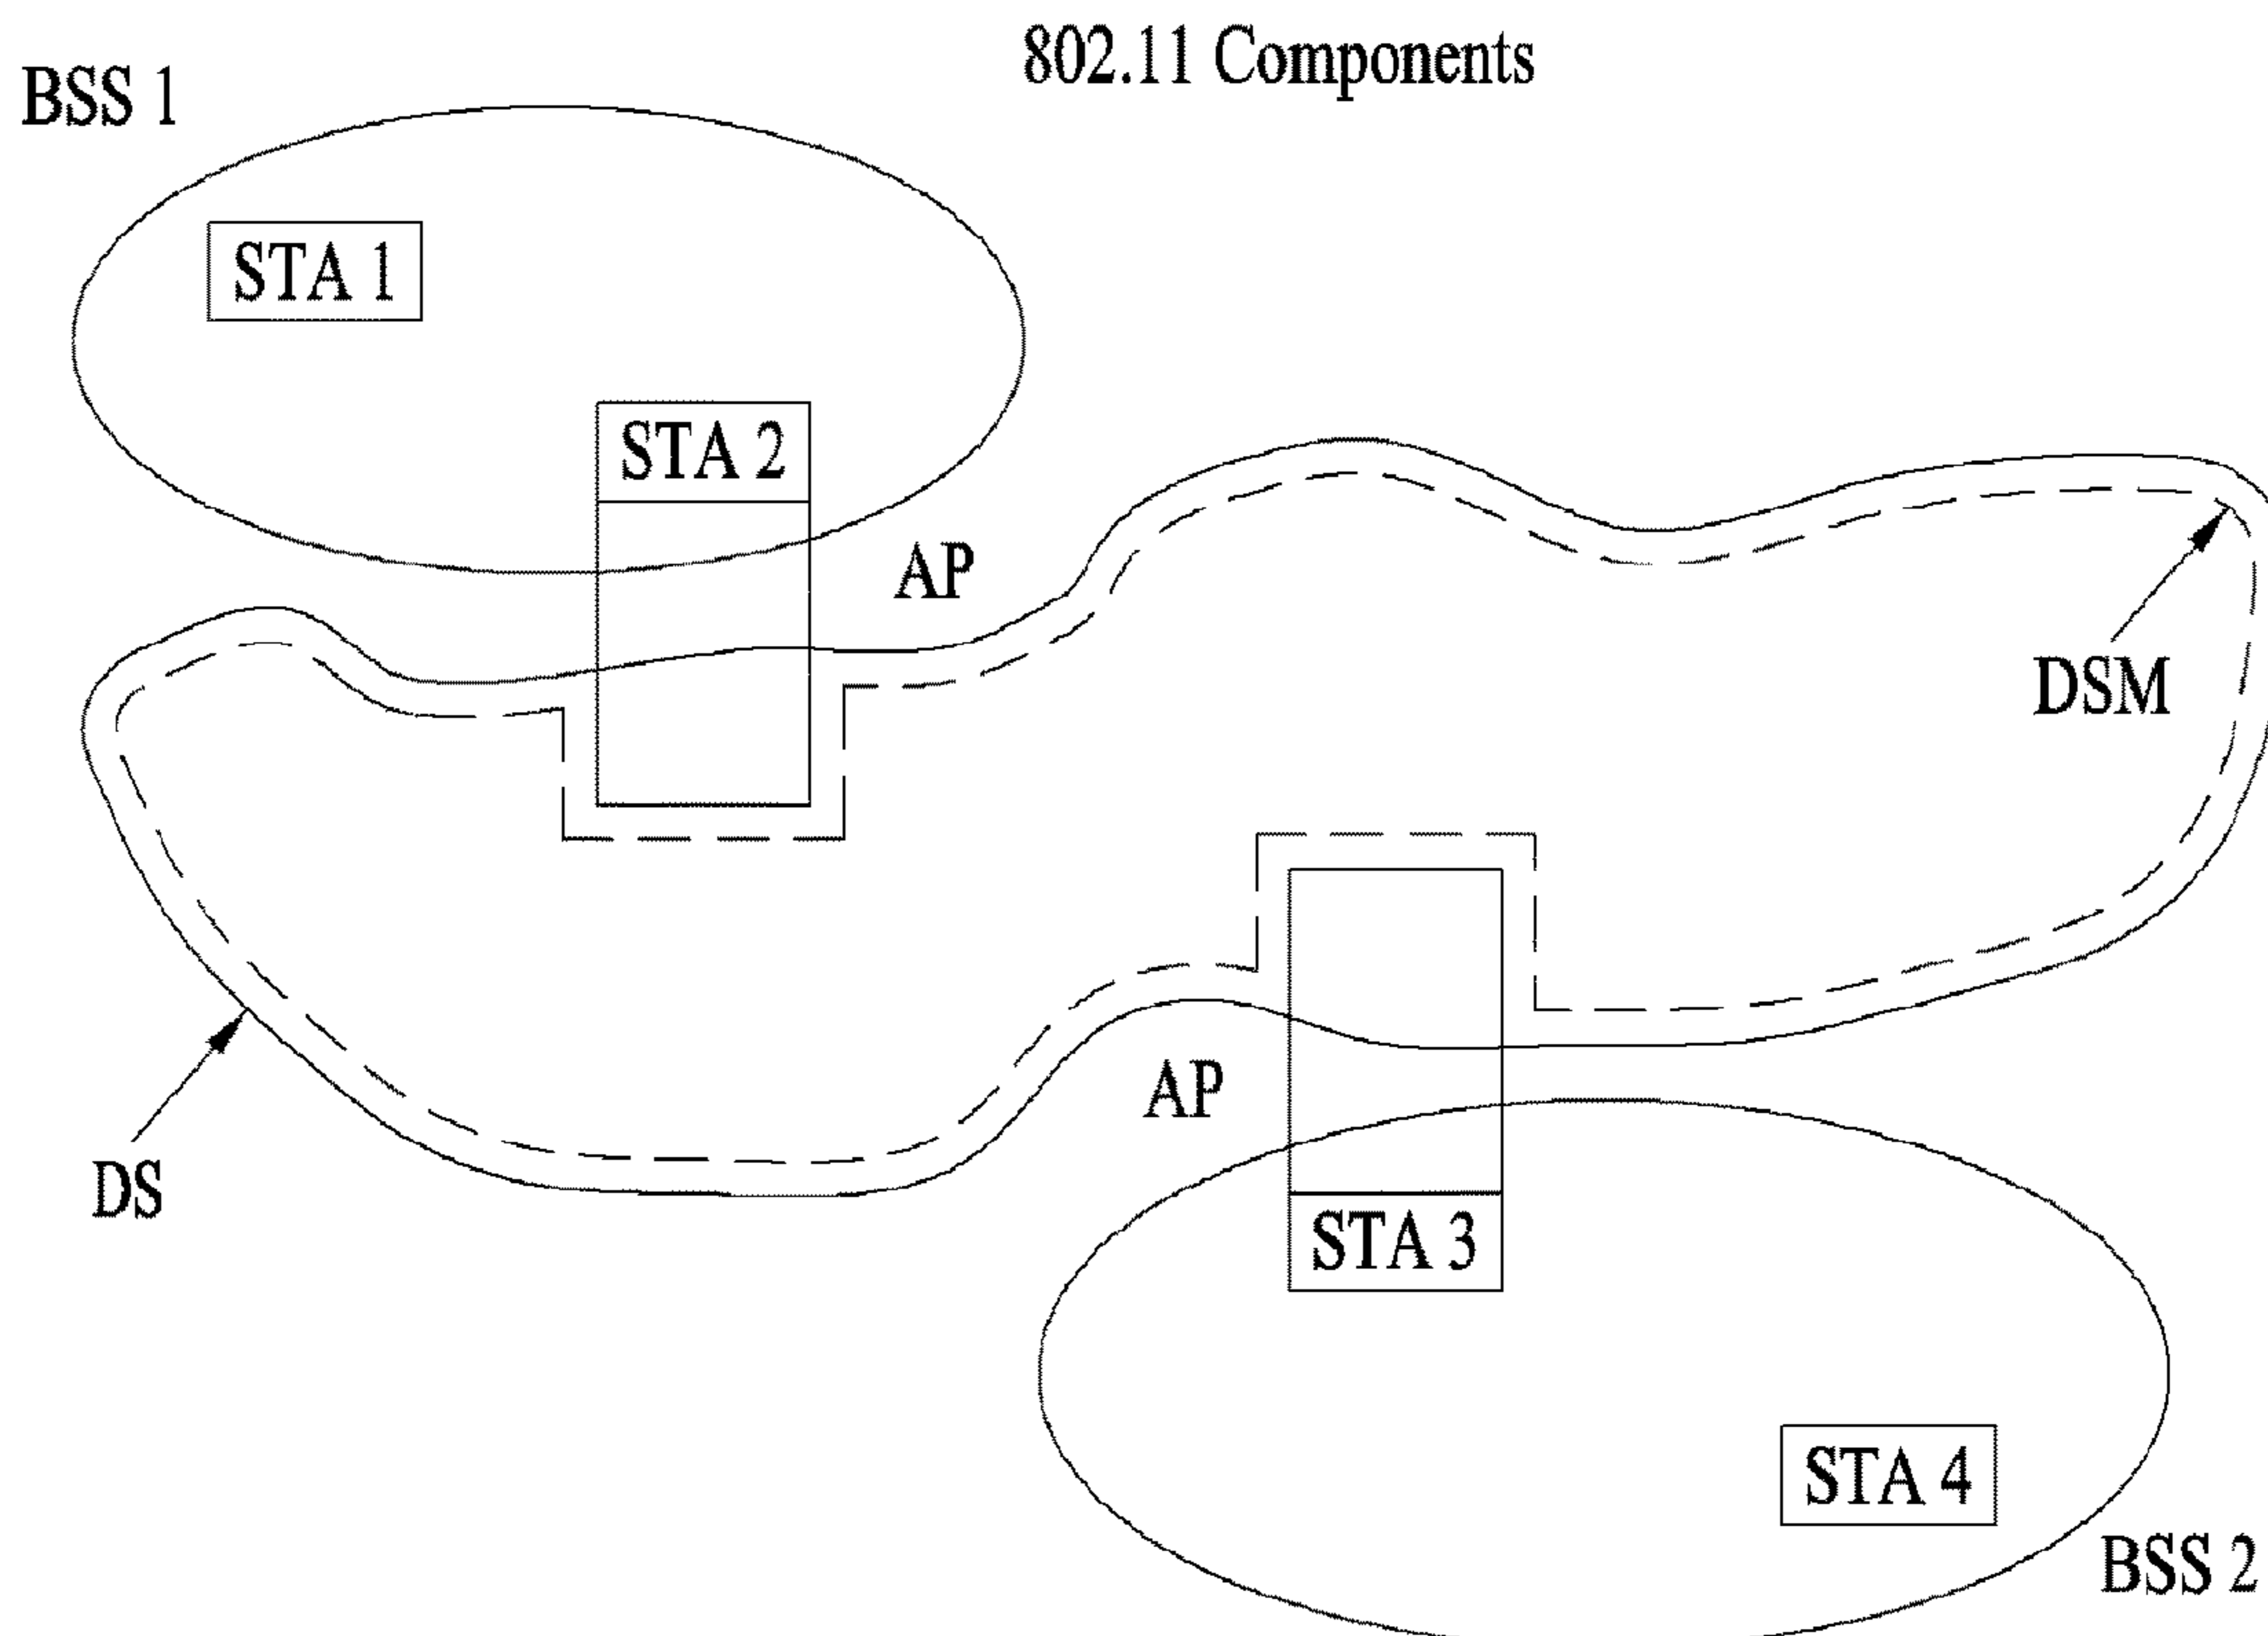 802.11 Components
BSS 1
STA 1
STA 2
AP
DSM
AP
DS
STA 3
STA 4
BSS 2